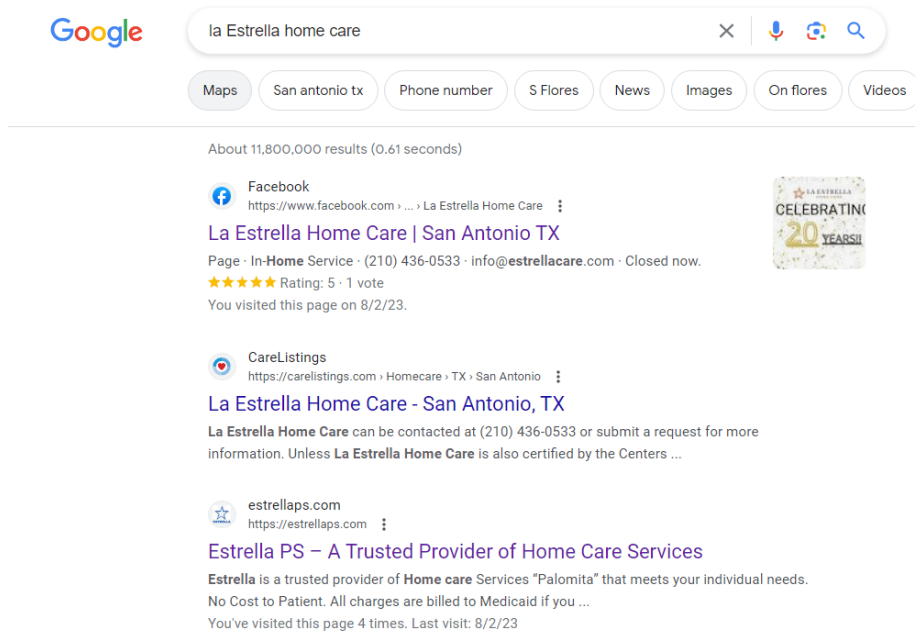 Google
la Estrella home care
Maps
San antonio tx
Phone number
S Flores
News
Images
On flores
Videos
About 11,800,000 results (0.61 seconds)
Facebook
https://www.facebook.com › ... › La Estrella Home Care
La Estrella Home Care | San Antonio TX
Page · In-Home Service · (210) 436-0533 · info@estrellacare.com · Closed now.
Rating: 5 · 1 vote
You visited this page on 8/2/23.
LA ESTRELLA
CELEBRATING
20 YEARS!!
CareListings
https://carelistings.com › Homecare › TX › San Antonio
La Estrella Home Care - San Antonio, TX
La Estrella Home Care can be contacted at (210) 436-0533 or submit a request for more
information. Unless La Estrella Home Care is also certified by the Centers ...
estrellaps.com
https://estrellaps.com
Estrella PS – A Trusted Provider of Home Care Services
Estrella is a trusted provider of Home care Services “Palomita” that meets your individual needs.
No Cost to Patient. All charges are billed to Medicaid if you ...
You've visited this page 4 times. Last visit: 8/2/23